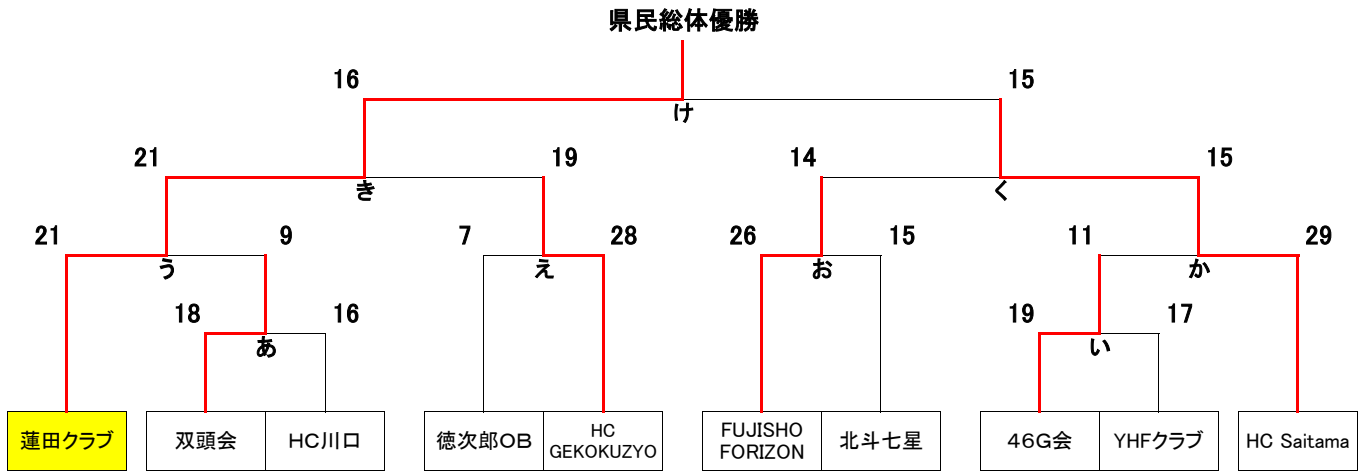 県民総体優勝
16
15
け
21
19
14
15
き
く
21
9
7
28
26
15
11
29
う
え
お
か
18
16
19
17
あ
い
蓮田クラブ
双頭会
HC川口
徳次郎OB
HC
GEKOKUZYO
FUJISHO
FORIZON
北斗七星
46G会
YHFクラブ
HC Saitama